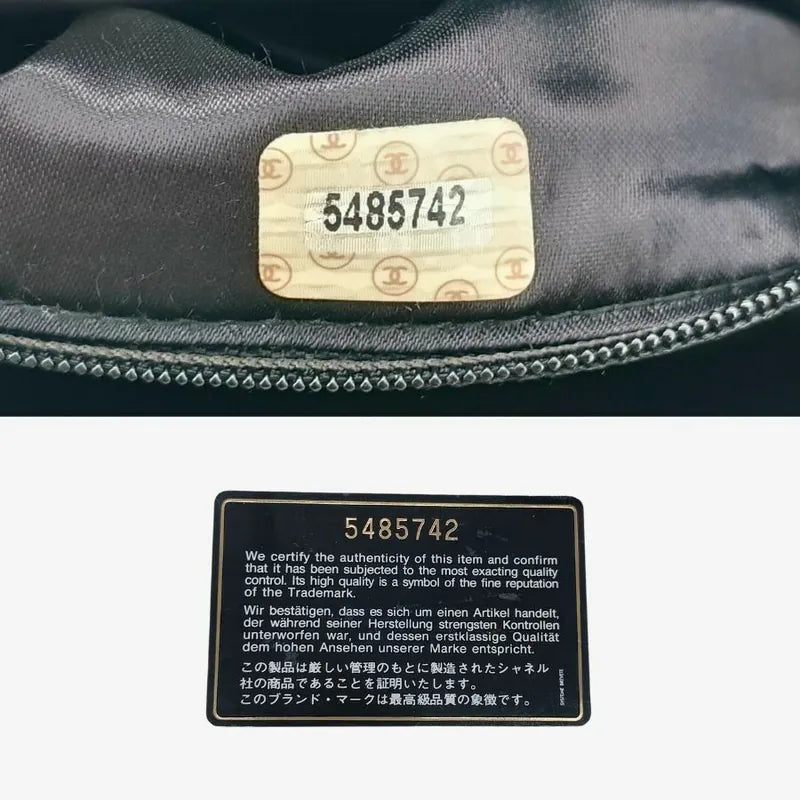 5485742
5485742
We certify the authenticity of this item and confirm
that it has been subjected to the most exacting quality
control. Its high quality is a symbol of the fine reputation
of the Trademark.
Wir bestätigen, dass es sich um einen Artikel handelt,
der während seiner Herstellung strengsten Kontrollen
unterworfen war, und dessen erstklassige Qualität
dem hohen Ansehen unserer Marke entspricht.
この製品は厳しい管理のもとに製造されたシャネル
社の商品であることを証明いたします。
このブランド・マークは最高級品質の象徴です。
SYSTEME BREVETE